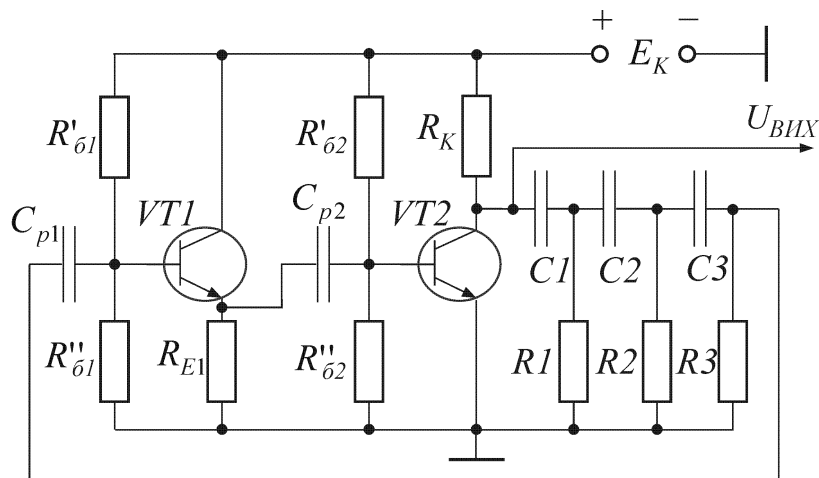 + E_K −
R'_б1
R'_б2
R_K
U_ВИХ
C_p1
VT1
C_p2
VT2
C1
C2
C3
R''_б1
R_E1
R''_б2
R1
R2
R3